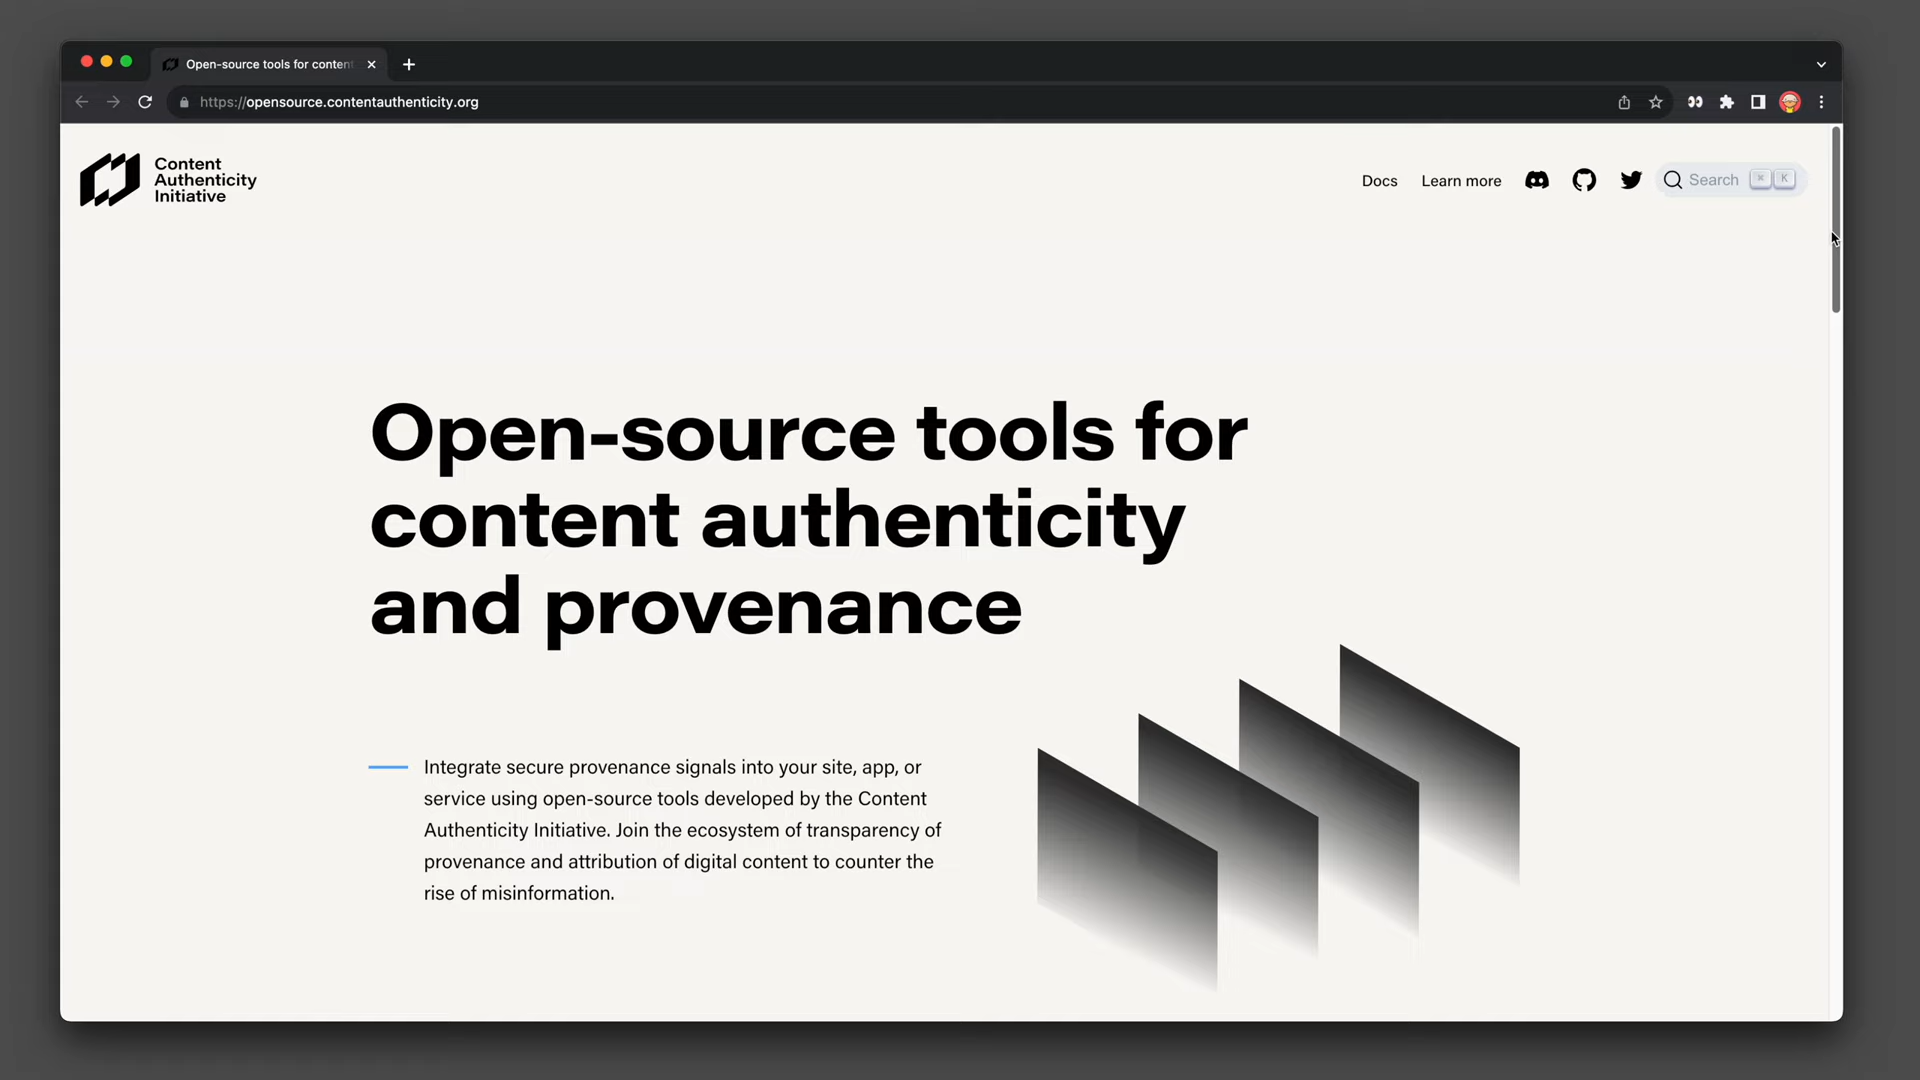 Open-source tools for conten
https://opensource.contentauthenticity.org
Content
Authenticity
Initiative
Docs
Learn more
Search
⌘ K
Open-source tools for
content authenticity
and provenance
Integrate secure provenance signals into your site, app, or
service using open-source tools developed by the Content
Authenticity Initiative. Join the ecosystem of transparency of
provenance and attribution of digital content to counter the
rise of misinformation.